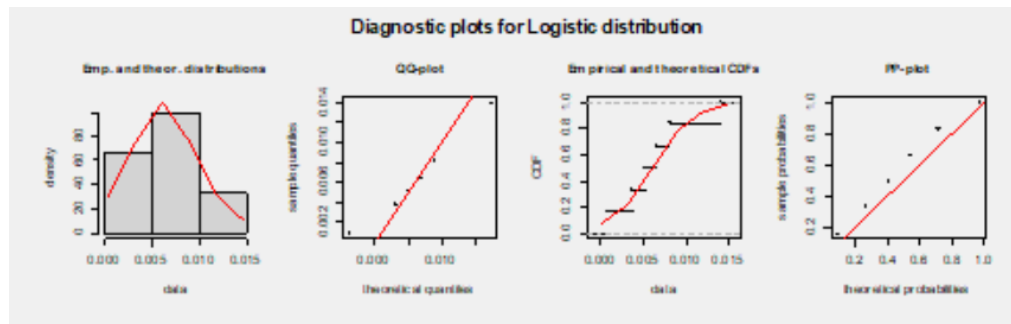 Diagnostic plots for Logistic distribution
Emp. and theor. distributions
density
0 20 40 60 80
0.000 0.005 0.010 0.015
data
QQ-plot
sample quantiles
0.002 0.006 0.010 0.014
0.000 0.010
theoretical quantiles
Empirical and theoretical CDFs
CDF
0.0 0.2 0.4 0.6 0.8 1.0
0.000 0.005 0.010 0.015
data
PP-plot
sample probabilities
0.2 0.4 0.6 0.8 1.0
0.2 0.4 0.6 0.8 1.0
theoretical probabilities